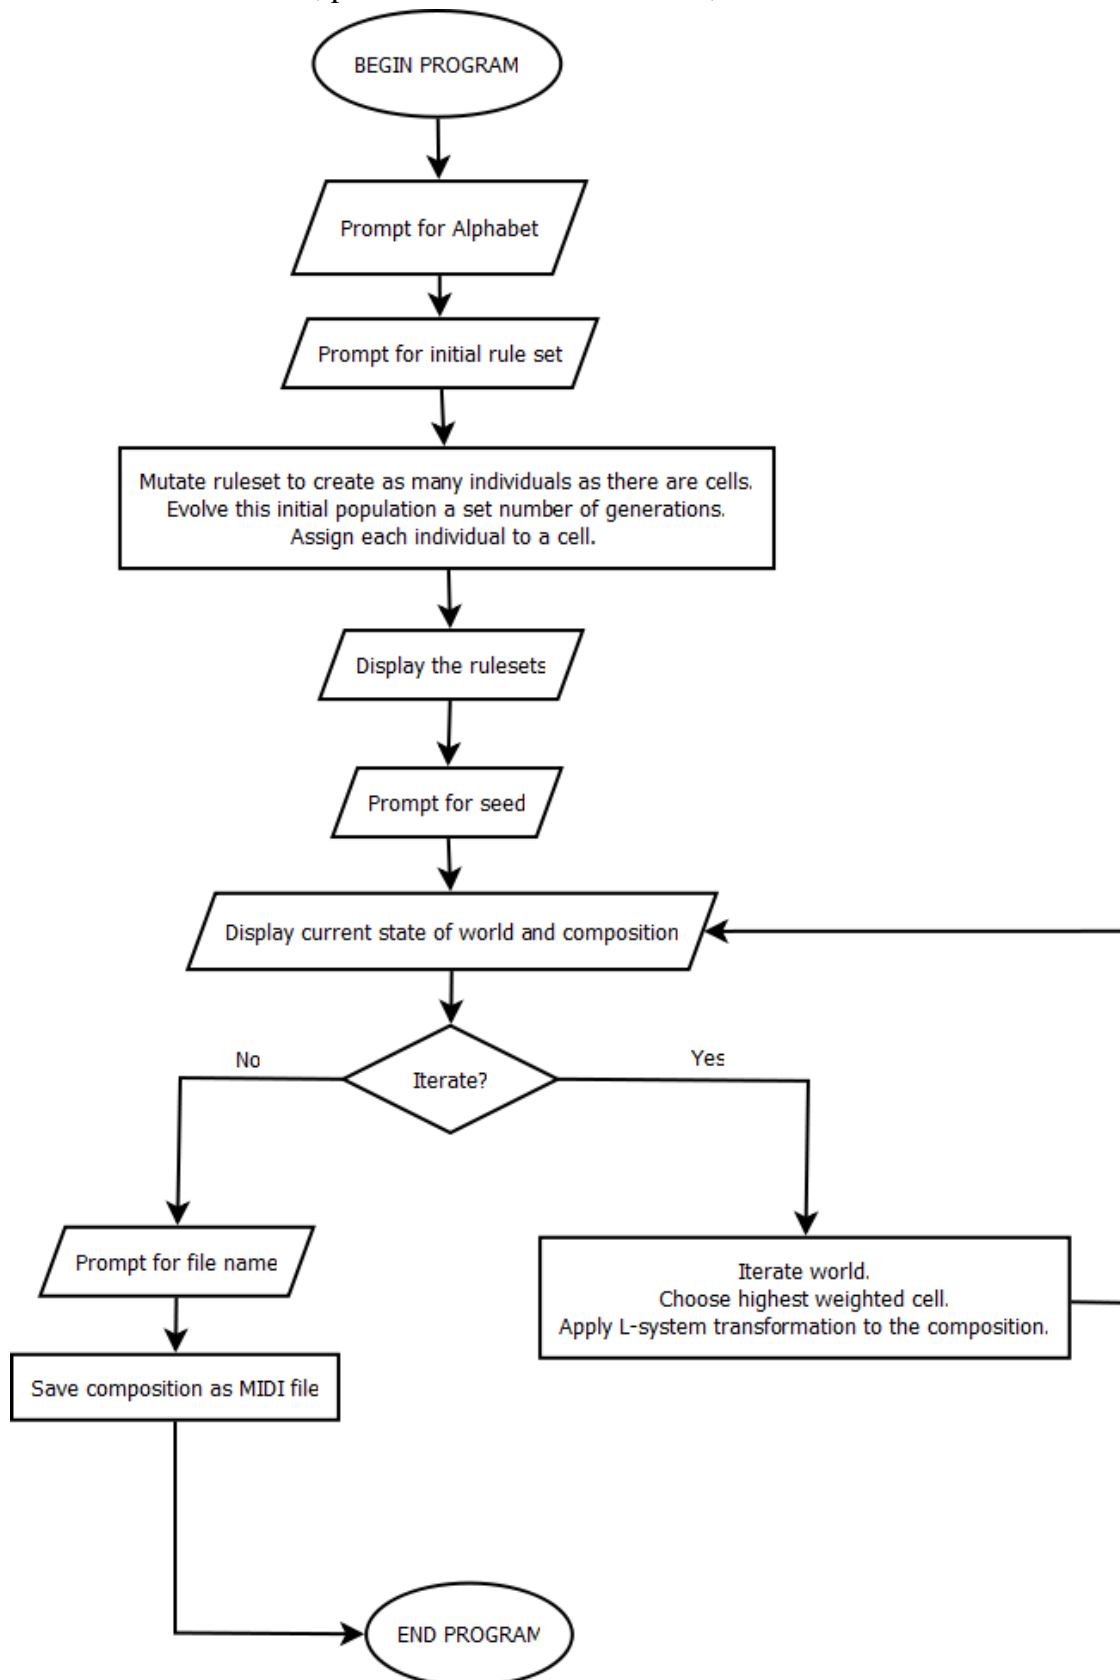 BEGIN PROGRAM
Prompt for Alphabet
Prompt for initial rule set
Mutate ruleset to create as many individuals as there are cells.
Evolve this initial population a set number of generations.
Assign each individual to a cell.
Display the rulesets
Prompt for seed
Display current state of world and composition
Iterate?
No
Yes
Prompt for file name
Iterate world.
Choose highest weighted cell.
Apply L-system transformation to the composition.
Save composition as MIDI file
END PROGRAM